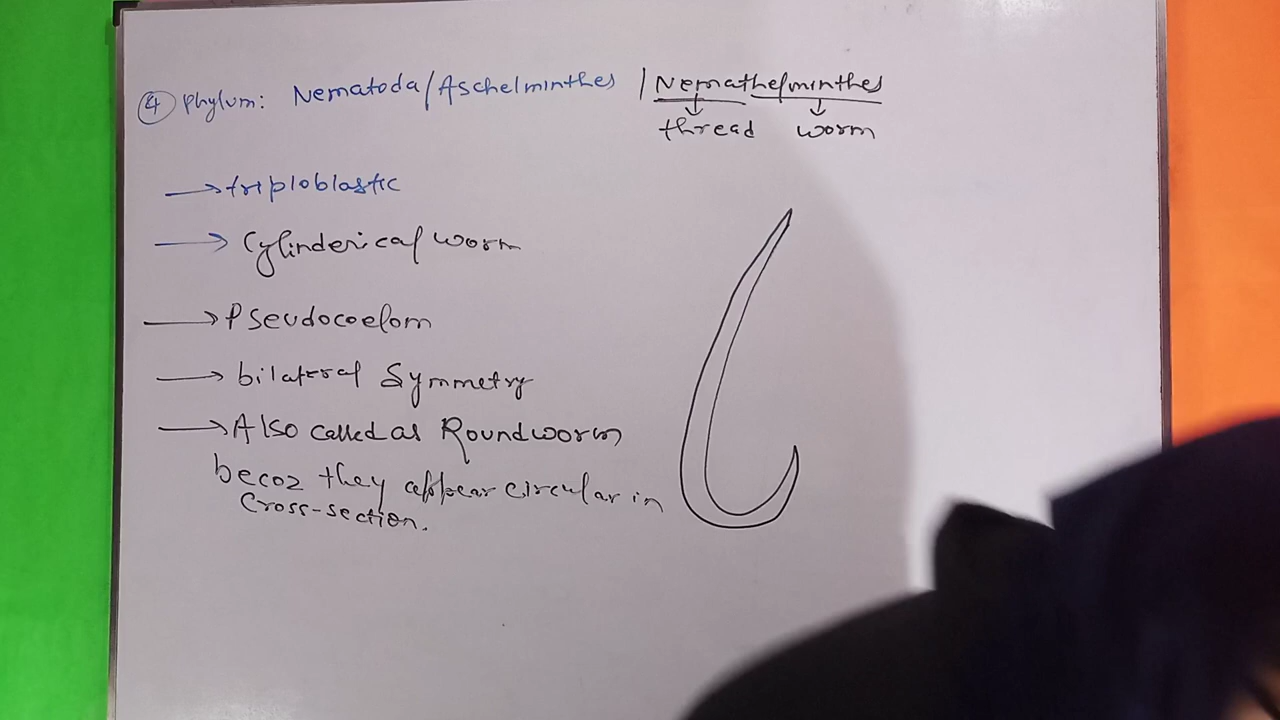 ④ Phylum: Nematoda/Aschelminthes /Nemathelminthes
thread worm
→ triploblastic
→ Cylinderical worm
→ Pseudocoelom
→ bilateral Symmetry
→ Also called as Roundworm
becoz they appear circular in
Cross-section.